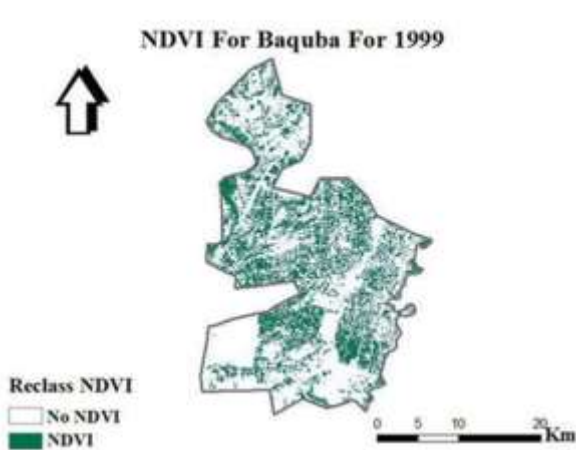 NDVI For Baquba For 1999
Reclass NDVI
No NDVI
NDVI
0 5 10 20
Km